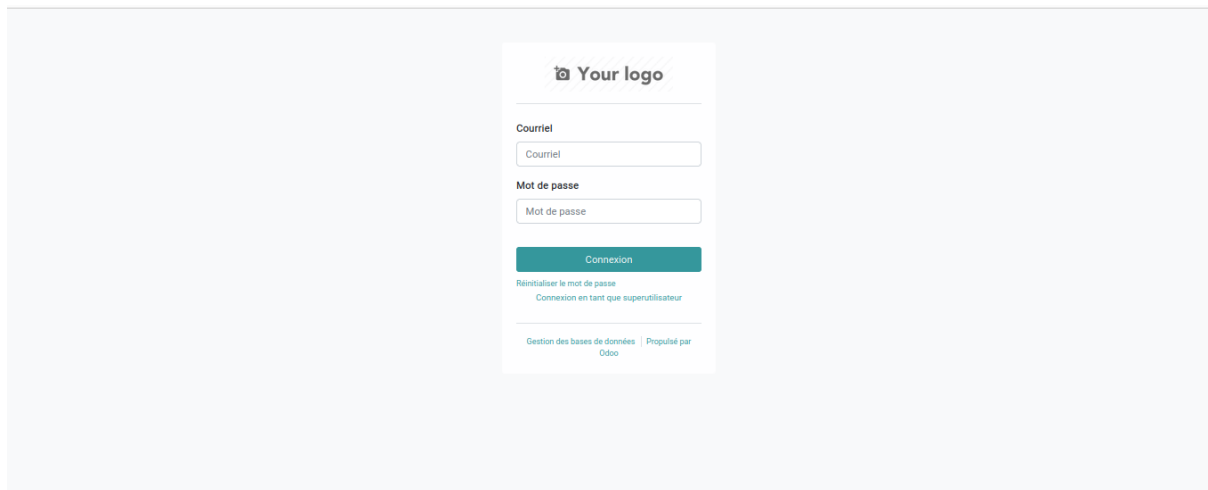 Your logo
Courriel
Courriel
Mot de passe
Mot de passe
Connexion
Réinitialiser le mot de passe
Connexion en tant que superutilisateur
Gestion des bases de données | Propulsé par
Odoo